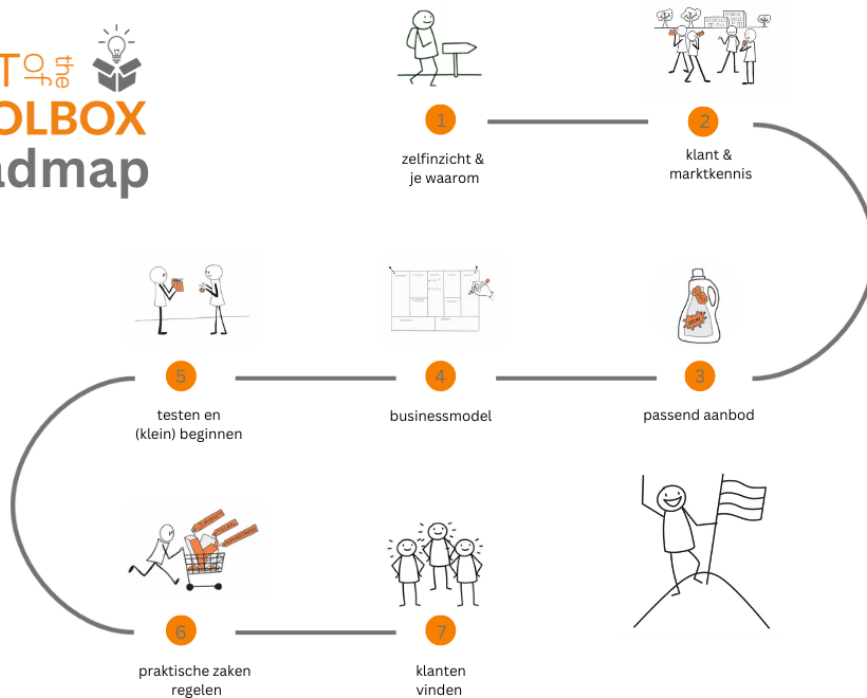 T of the
OLBOX
admap
1
2
zelfinzicht &
je waarom
klant &
marktkennis
5
4
3
testen en
(klein) beginnen
businessmodel
passend aanbod
6
7
praktische zaken
regelen
klanten
vinden